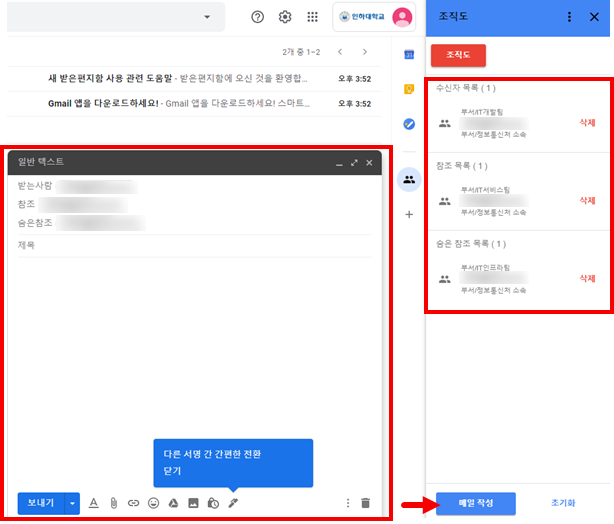 인하대학교
2개 중 1-2
새 받은편지함 사용 관련 도움말 - 받은편지함에 오신 것을 환영합... 오후 3:52
Gmail 앱을 다운로드하세요! - Gmail 앱을 다운로드하세요! 스마트... 오후 3:52
일반 텍스트
받는사람
참조
숨은참조
제목
다른 서명 간 간편한 전환
닫기
보내기
31
조직도
조직도
수신자 목록 ( 1 )
부서/IT개발팀
부서/정보통신처 소속
삭제
참조 목록 ( 1 )
부서/IT서비스팀
부서/정보통신처 소속
삭제
숨은 참조 목록 ( 1 )
부서/IT인프라팀
부서/정보통신처 소속
삭제
메일 작성
초기화